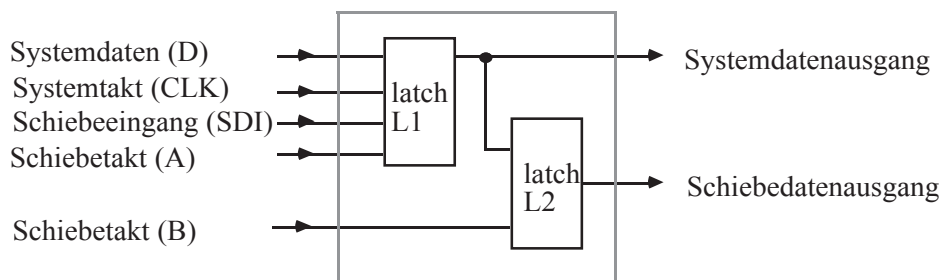 Systemdaten (D)
Systemtakt (CLK)
Schiebeeingang (SDI)
Schiebetakt (A)
Schiebetakt (B)
latch
L1
latch
L2
Systemdatenausgang
Schiebedatenausgang